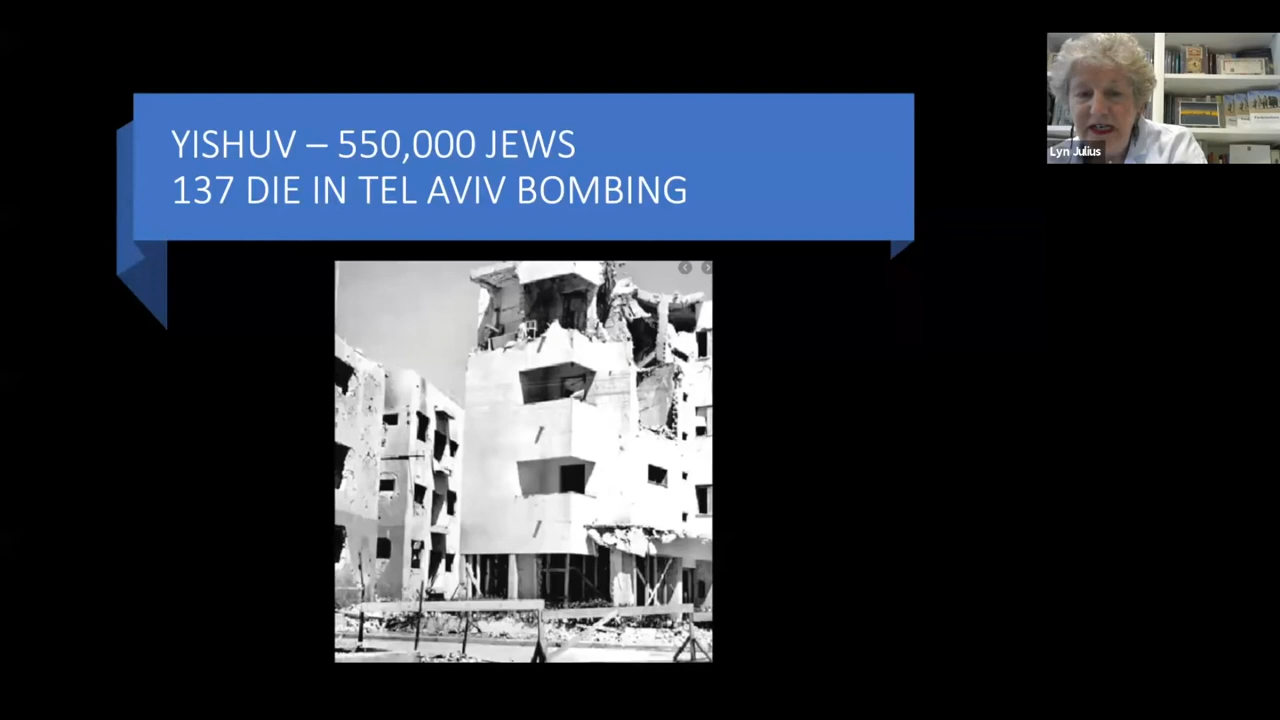 YISHUV – 550,000 JEWS
137 DIE IN TEL AVIV BOMBING
Lyn Julius